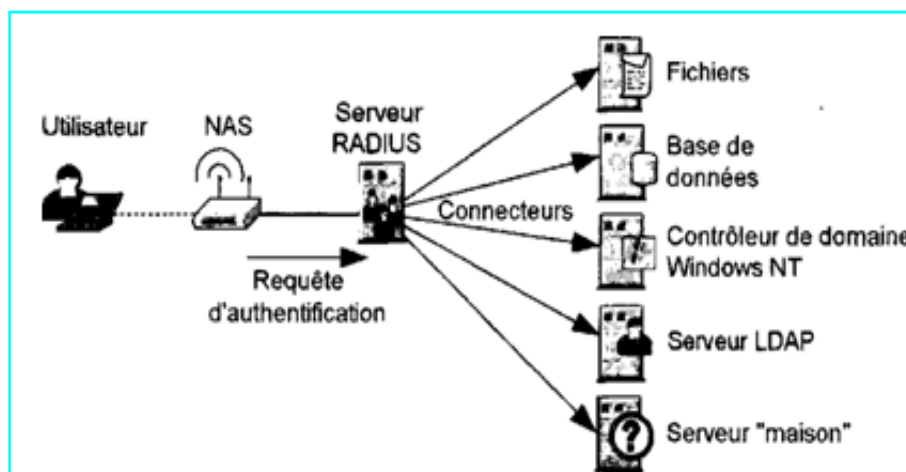 Utilisateur
NAS
Serveur
RADIUS
Connecteurs
Requête
d'authentification
Fichiers
Base de
données
Contrôleur de domaine
Windows NT
Serveur LDAP
Serveur "maison"
?